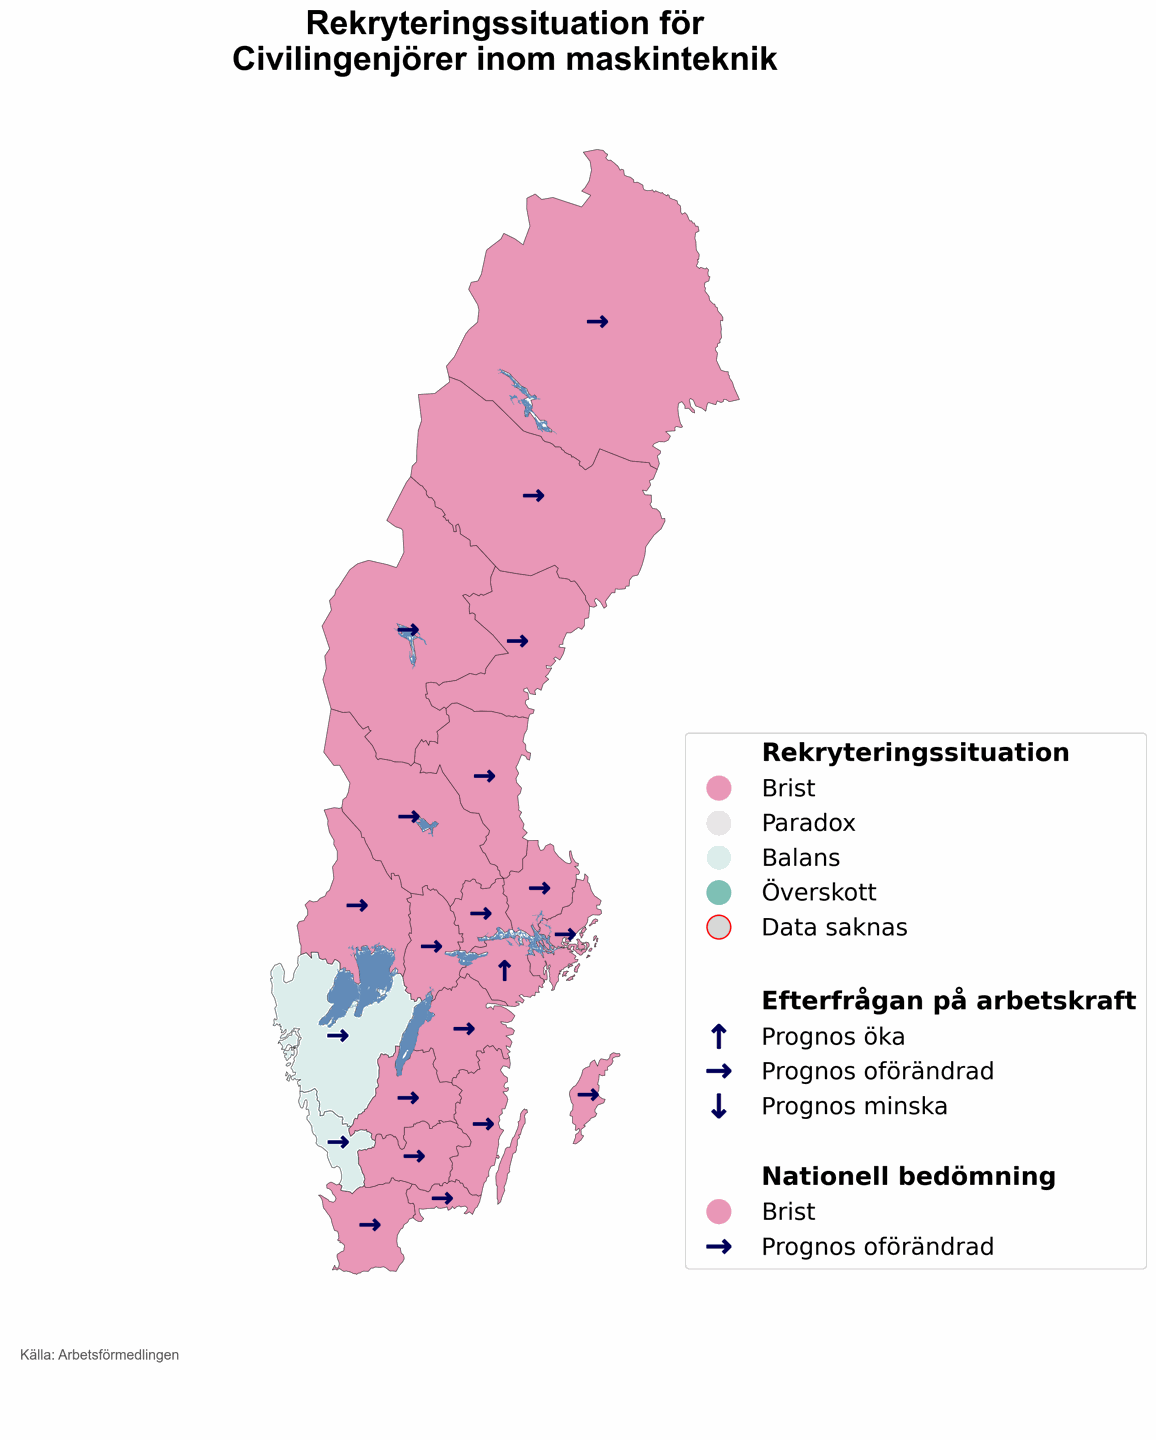 Rekryteringssituation för
Civilingenjörer inom maskinteknik
Rekryteringssituation
Brist
Paradox
Balans
Överskott
Data saknas
Efterfrågan på arbetskraft
Prognos öka
Prognos oförändrad
Prognos minska
Nationell bedömning
Brist
Prognos oförändrad
Källa: Arbetsförmedlingen